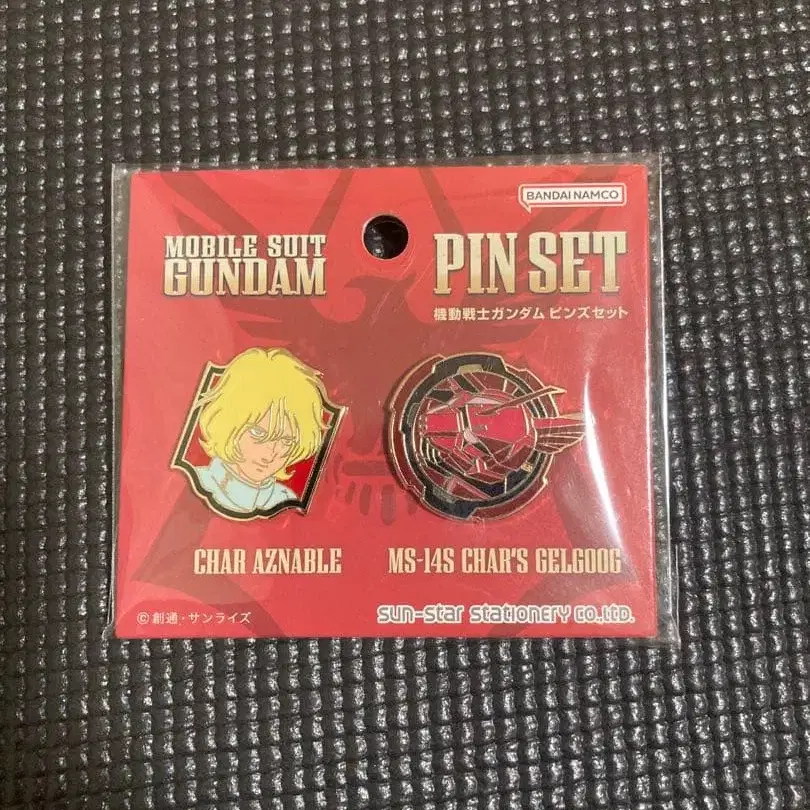 BANDAI NAMCO
MOBILE SUIT
GUNDAM
PIN SET
機動戦士ガンダム ピンズセット
CHAR AZNABLE
MS-14S CHAR'S GELGOOG
© 創通・サンライズ
sun-star stationery co.,ltd.